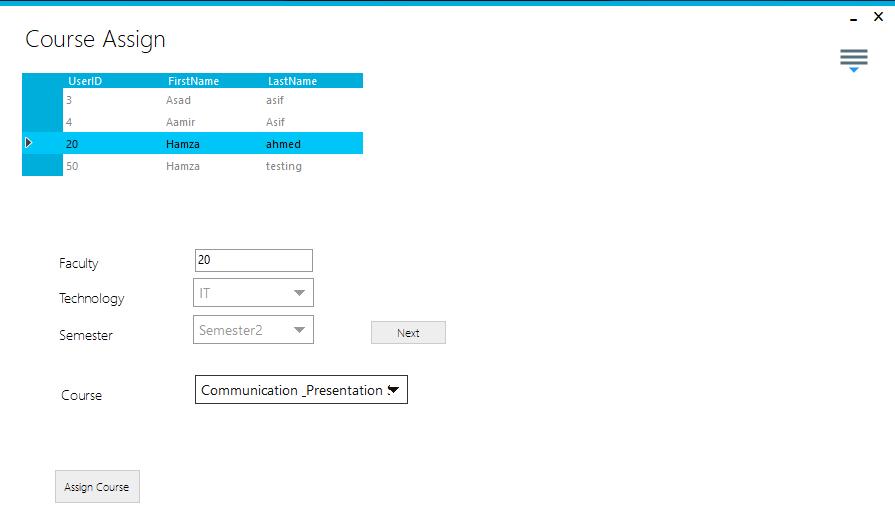 Course Assign
UserID FirstName LastName
3 Asad asif
4 Aamir Asif
20 Hamza ahmed
50 Hamza testing
Faculty 20
Technology IT
Semester Semester2 Next
Course Communication _Presentation
Assign Course